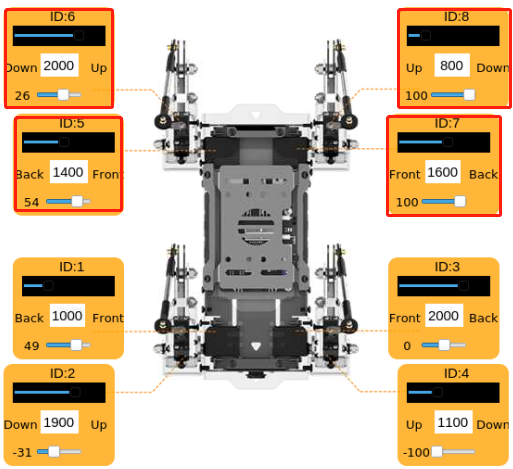 ID:6
Down 2000 Up
26
ID:8
Up 800 Down
100
ID:5
Back 1400 Front
54
ID:7
Front 1600 Back
100
ID:1
Back 1000 Front
49
ID:3
Front 2000 Back
0
ID:2
Down 1900 Up
-31
ID:4
Up 1100 Down
-100